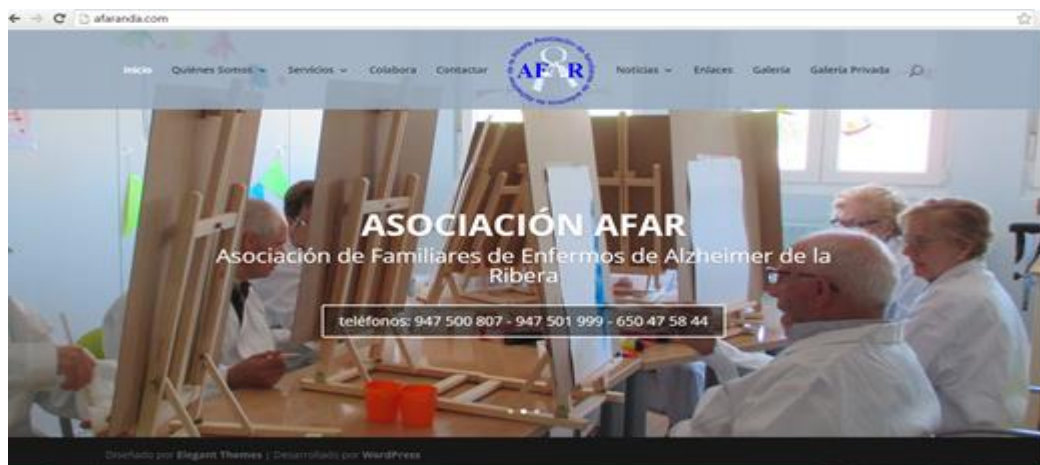 afaranda.com
Inicio Quiénes Somos Servicios Colabora Contactar AFAR Noticias Enlaces Galería Galería Privada
ASOCIACIÓN AFAR
Asociación de Familiares de Enfermos de Alzheimer de la
Ribera
teléfonos: 947 500 807 - 947 501 999 - 650 47 58 44
Diseñado por Elegant Themes | Desarrollado por WordPress